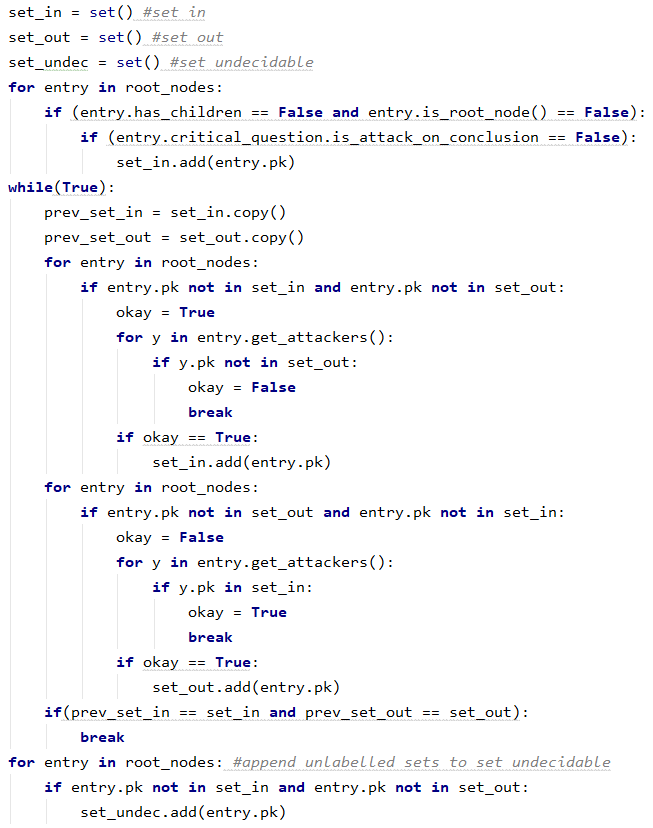 set_in = set() #set in
set_out = set() #set out
set_undec = set() #set undecidable
for entry in root_nodes:
    if (entry.has_children == False and entry.is_root_node() == False):
        if (entry.critical_question.is_attack_on_conclusion == False):
            set_in.add(entry.pk)
while(True):
    prev_set_in = set_in.copy()
    prev_set_out = set_out.copy()
    for entry in root_nodes:
        if entry.pk not in set_in and entry.pk not in set_out:
            okay = True
            for y in entry.get_attackers():
                if y.pk not in set_out:
                    okay = False
                    break
            if okay == True:
                set_in.add(entry.pk)
    for entry in root_nodes:
        if entry.pk not in set_out and entry.pk not in set_in:
            okay = False
            for y in entry.get_attackers():
                if y.pk in set_in:
                    okay = True
                    break
            if okay == True:
                set_out.add(entry.pk)
    if(prev_set_in == set_in and prev_set_out == set_out):
        break
for entry in root_nodes: #append unlabelled sets to set undecidable
    if entry.pk not in set_in and entry.pk not in set_out:
        set_undec.add(entry.pk)